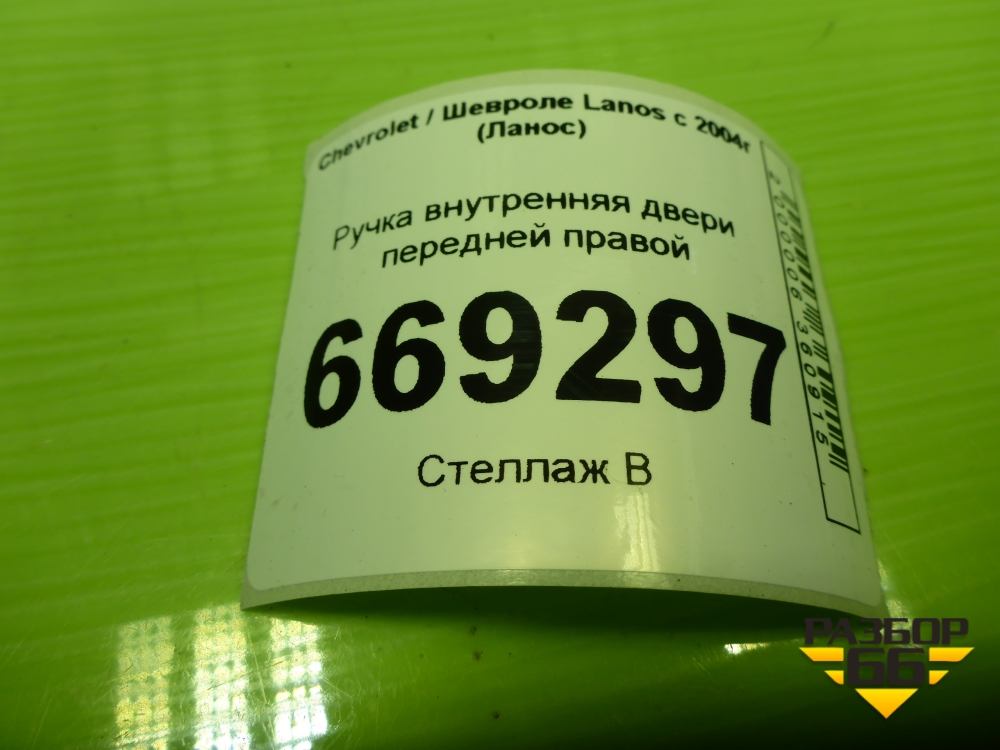 Chevrolet / Шевроле Lanos с 2004г
(Ланос)
Ручка внутренняя двери
передней правой
669297
Стеллаж В
2000006360915
РАЗБОР
66